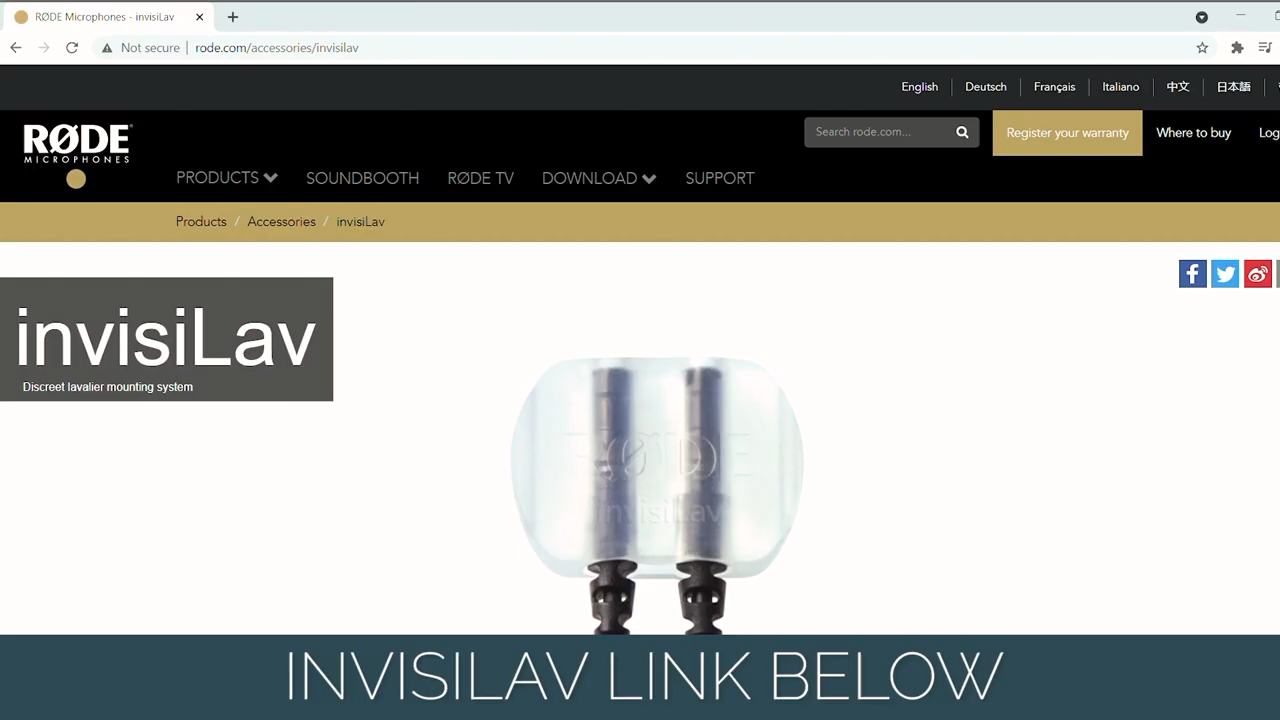 RØDE Microphones - invisiLav
Not secure | rode.com/accessories/invisilav
English Deutsch Français Italiano 中文 日本語
RØDE
MICROPHONES
Search rode.com...
Register your warranty
Where to buy
Log
PRODUCTS SOUNDBOOTH RØDE TV DOWNLOAD SUPPORT
Products / Accessories / invisiLav
invisiLav
Discreet lavalier mounting system
RØDE
invisiLav
INVISILAV LINK BELOW